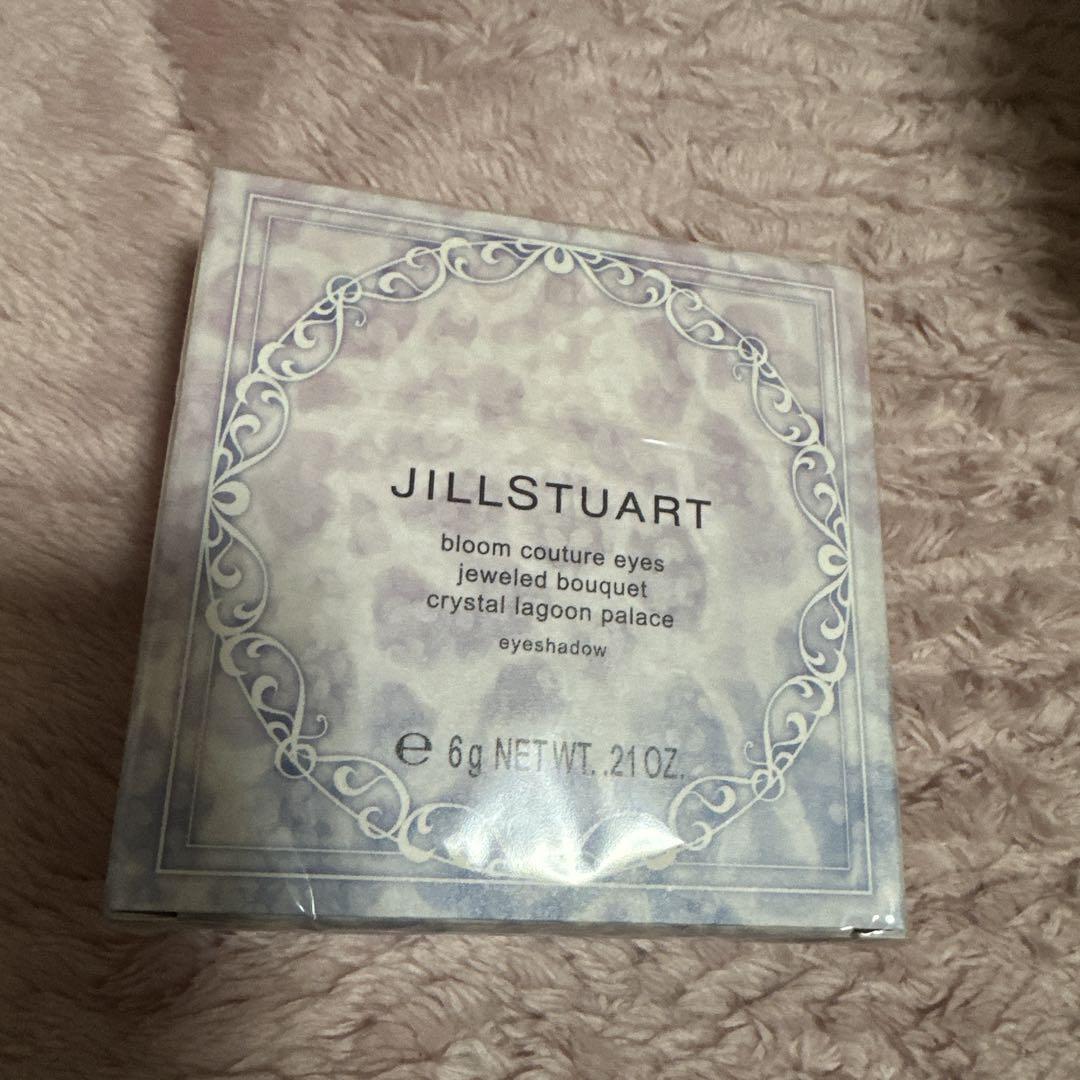 JILLSTUART
bloom couture eyes
jeweled bouquet
crystal lagoon palace
eyeshadow
℮ 6g NET WT. .21 OZ.